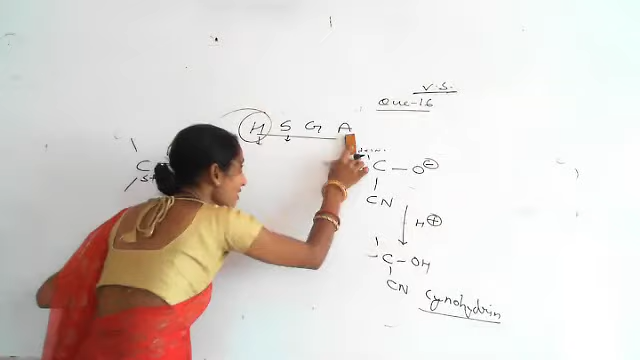 V.S.
Que-16
H S G A
C
S+
C — O⊖
CN
H⊕
– C – OH
CN
Cynohydrin